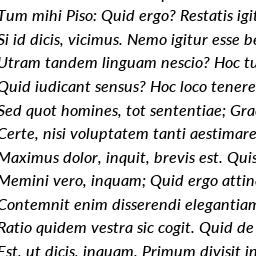 Tum mihi Piso: Quid ergo? Restatis igit
Si id dicis, vicimus. Nemo igitur esse be
Utram tandem linguam nescio? Hoc tu
Quid iudicant sensus? Hoc loco tenere
Sed quot homines, tot sententiae; Gra
Certe, nisi voluptatem tanti aestimare
Maximus dolor, inquit, brevis est. Quis
Memini vero, inquam; Quid ergo attin
Contemnit enim disserendi elegantiam
Ratio quidem vestra sic cogit. Quid de
Est, ut dicis, inquam. Primum divisit in